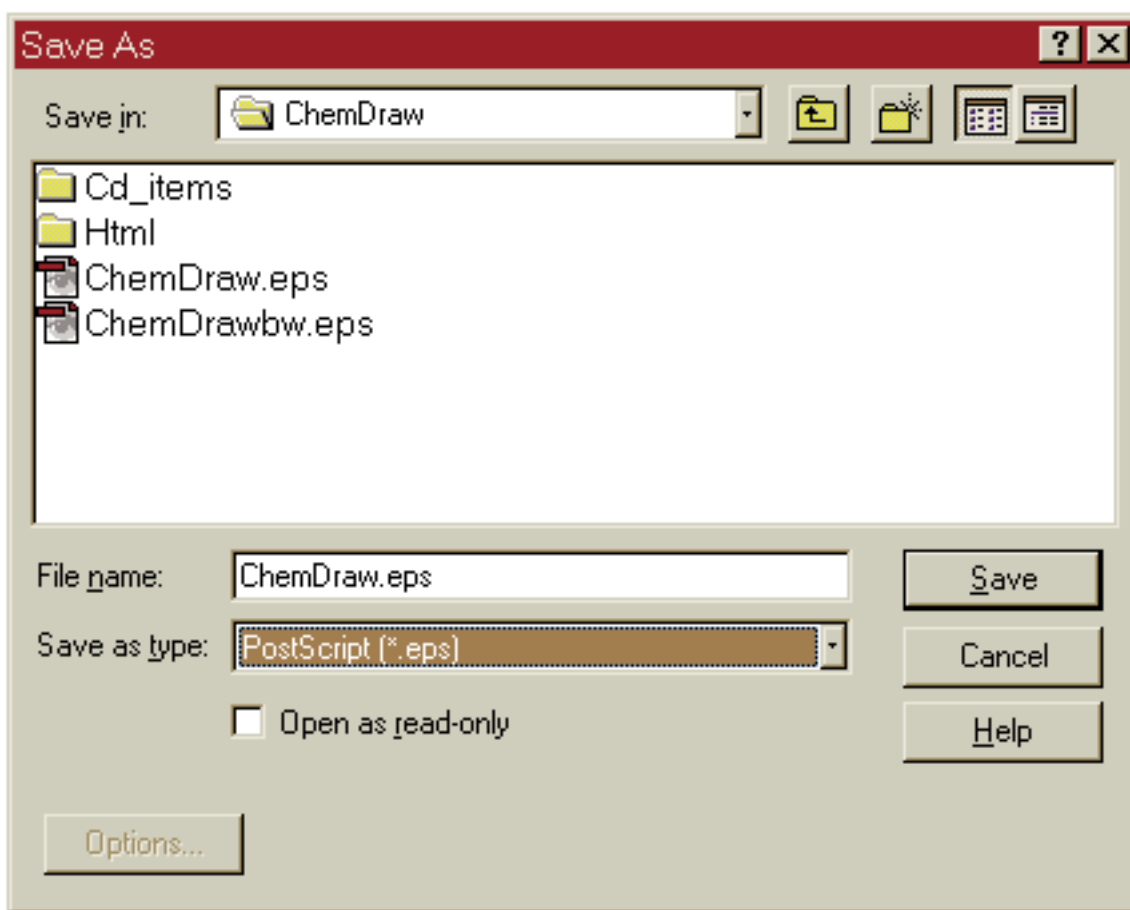 Save As
Save in: ChemDraw
Cd_items
Html
ChemDraw.eps
ChemDrawbw.eps
File name: ChemDraw.eps Save
Save as type: PostScript (*.eps) Cancel
Open as read-only Help
Options...